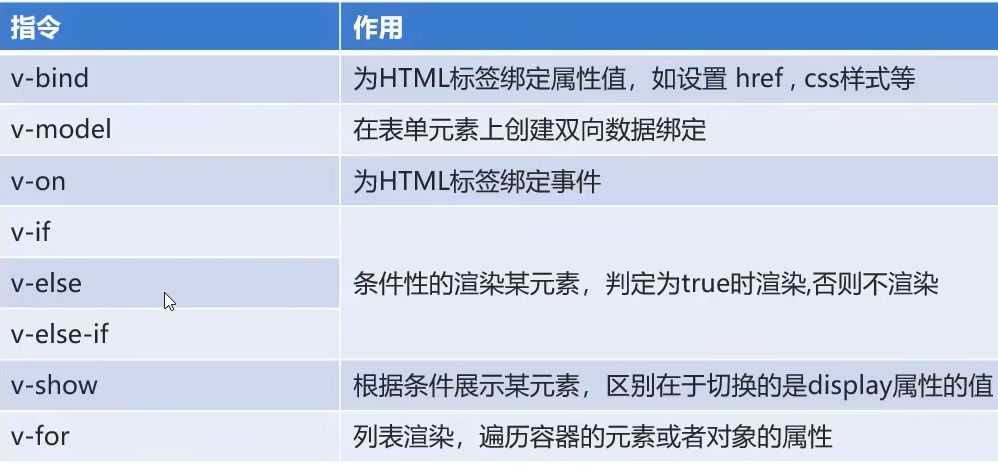 指令 作用
v-bind 为HTML标签绑定属性值，如设置 href , css样式等
v-model 在表单元素上创建双向数据绑定
v-on 为HTML标签绑定事件
v-if
v-else 条件性的渲染某元素，判定为true时渲染,否则不渲染
v-else-if
v-show 根据条件展示某元素，区别在于切换的是display属性的值
v-for 列表渲染，遍历容器的元素或者对象的属性